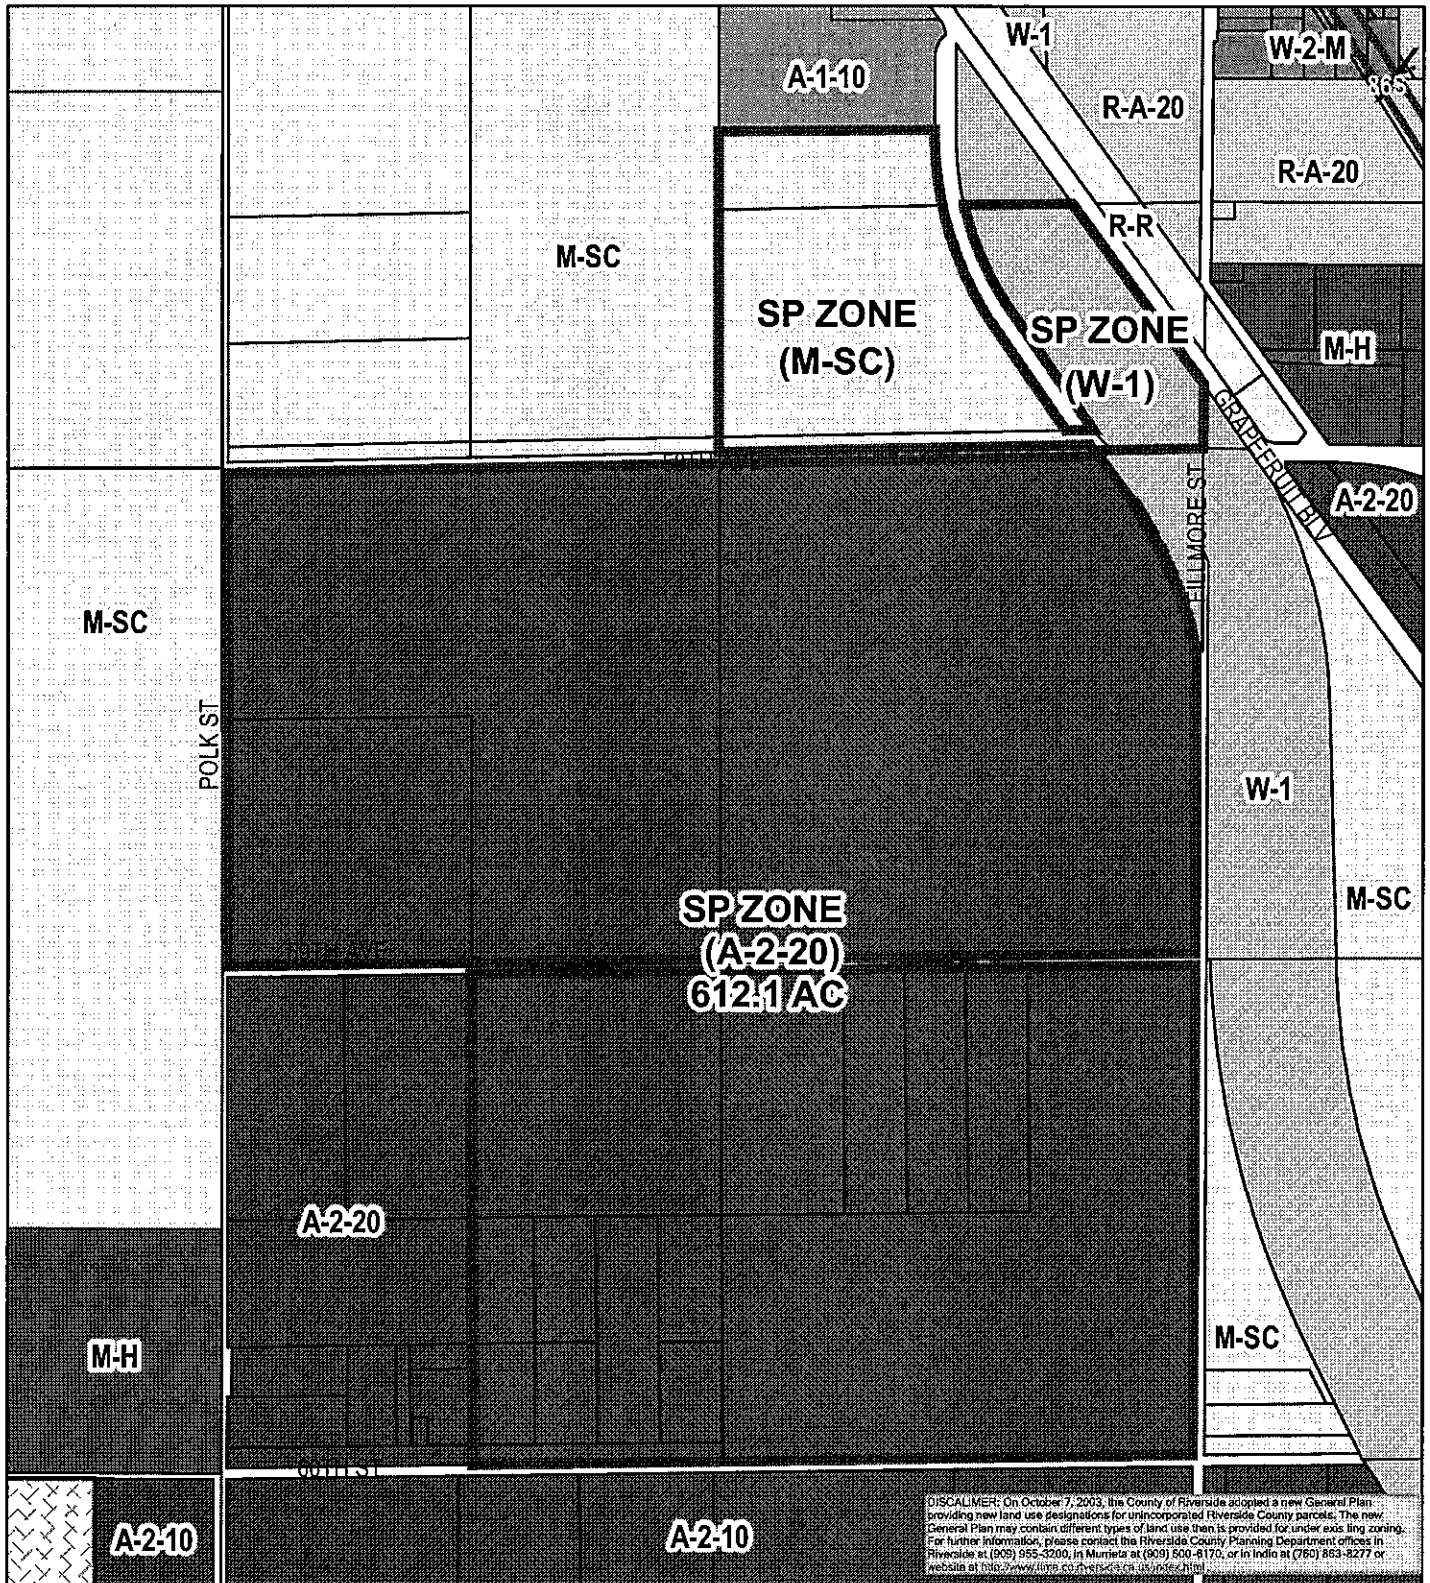 W-1
W-2-M
A-1-10
86S
R-A-20
R-A-20
R-R
M-SC
SP ZONE
(M-SC)
SP ZONE
(W-1)
M-H
GRAPEFRUIT BLV
A-2-20
FILLMORE ST
M-SC
POLK ST
W-1
M-SC
SP ZONE
(A-2-20)
612.1 AC
A-2-20
M-H
M-SC
A-2-10
A-2-10
DISCALIMER: On October 7, 2003, the County of Riverside adopted a new General Plan
providing new land use designations for unincorporated Riverside County parcels. The new
General Plan may contain different types of land use than is provided for under existing zoning.
For further information, please contact the Riverside County Planning Department offices in
Riverside at (909) 955-3200, in Murrieta at (909) 600-6170, or in Indio at (760) 863-8277 or
website at